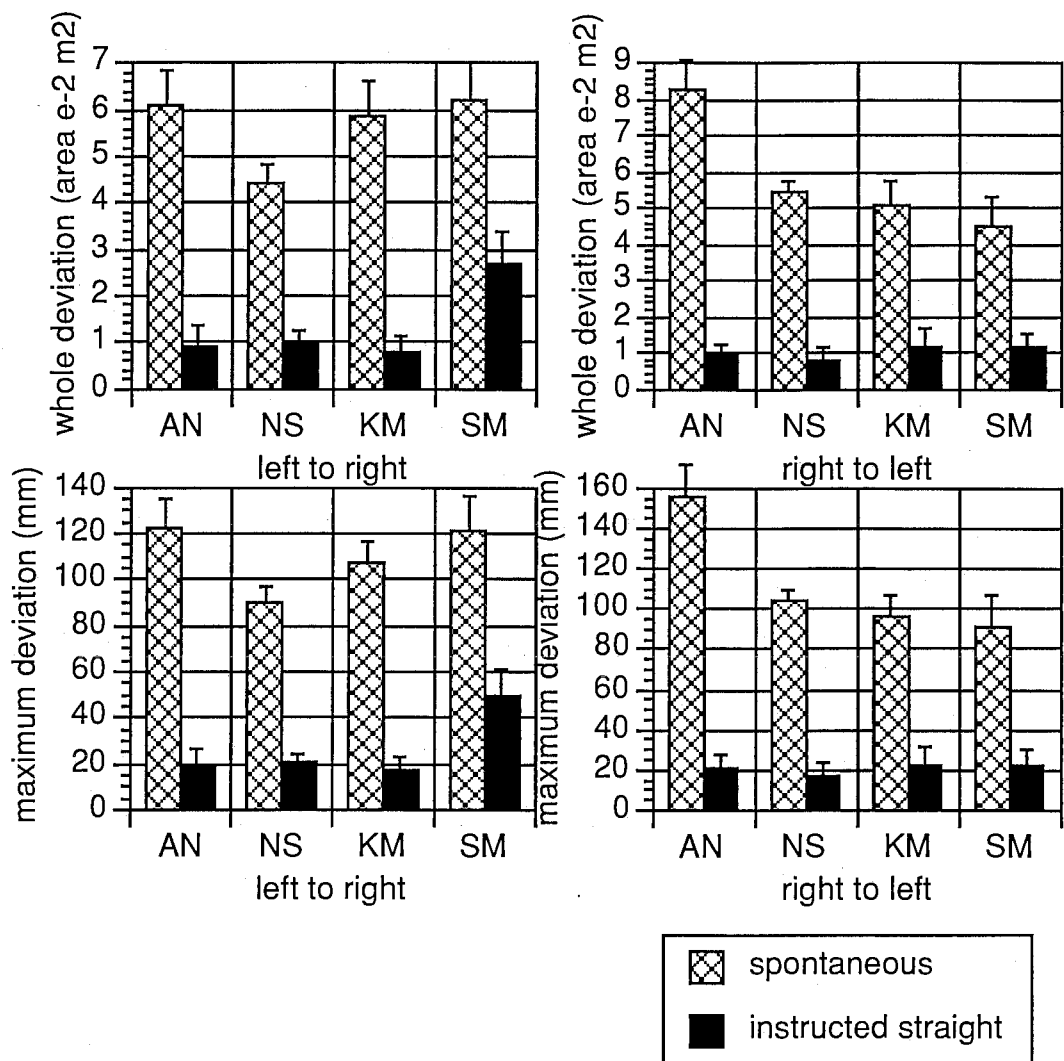 whole deviation (area e-2 m2)
7
6
5
4
3
2
1
0
AN NS KM SM
left to right
whole deviation (area e-2 m2)
9
8
7
6
5
4
3
2
1
0
AN NS KM SM
right to left
maximum deviation (mm)
140
120
100
80
60
40
20
0
AN NS KM SM
left to right
maximum deviation (mm)
160
140
120
100
80
60
40
20
0
AN NS KM SM
right to left
spontaneous
instructed straight